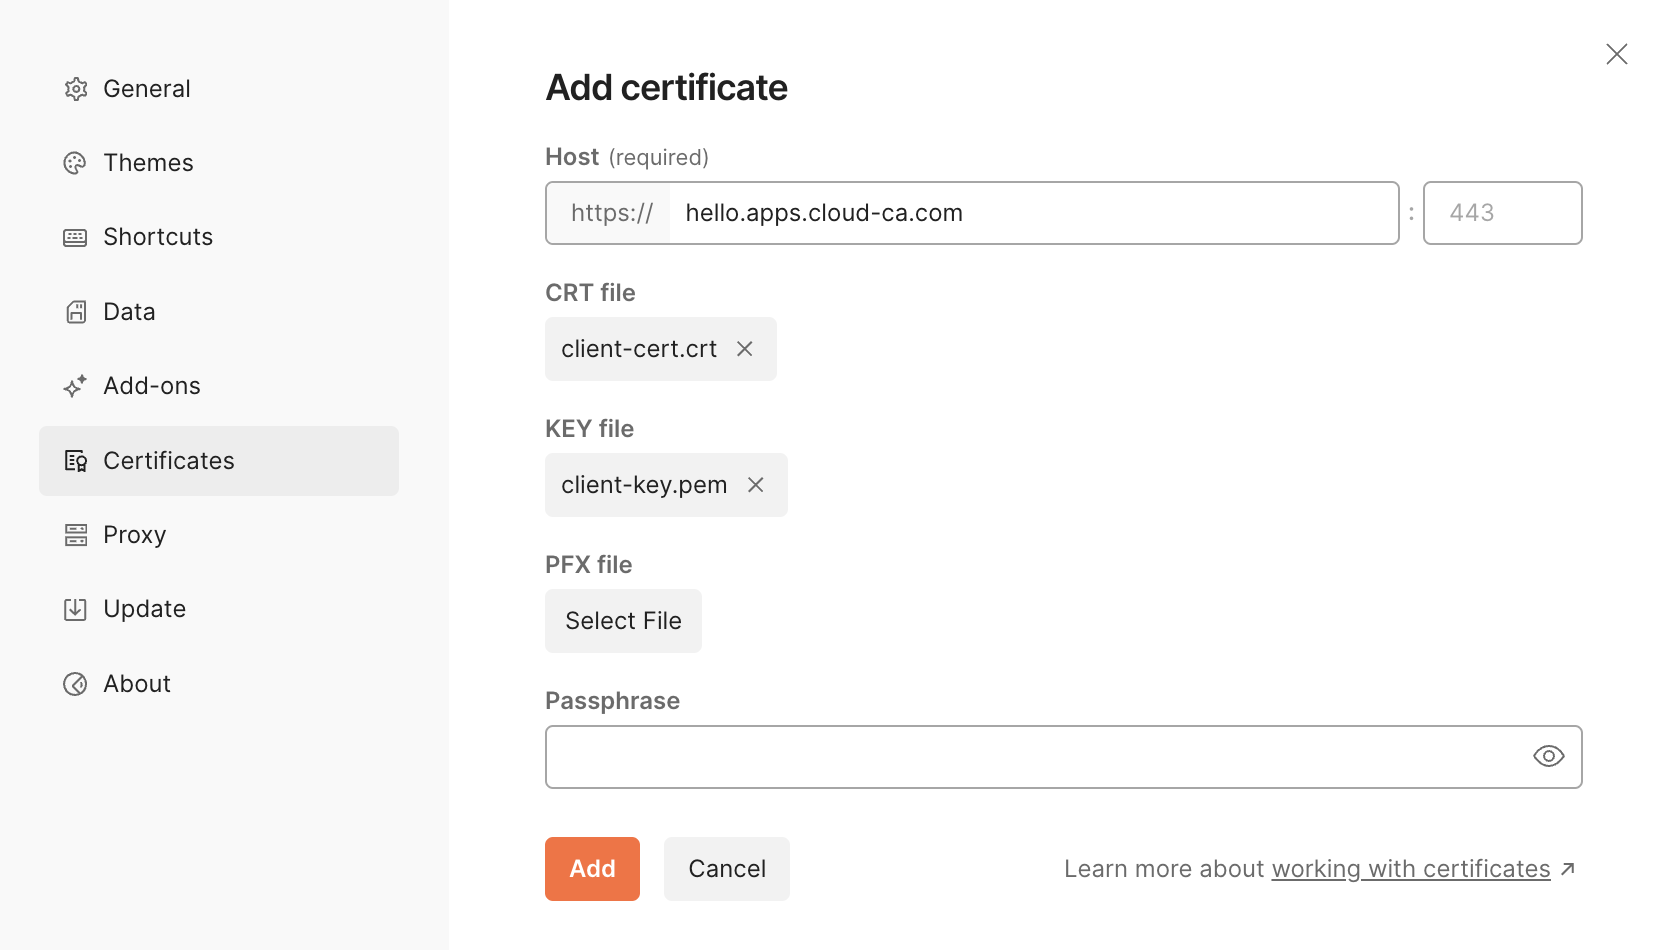 General
Themes
Shortcuts
Data
Add-ons
Certificates
Proxy
Update
About
Add certificate
Host (required)
https:// hello.apps.cloud-ca.com : 443
CRT file
client-cert.crt
KEY file
client-key.pem
PFX file
Select File
Passphrase
Add Cancel Learn more about working with certificates